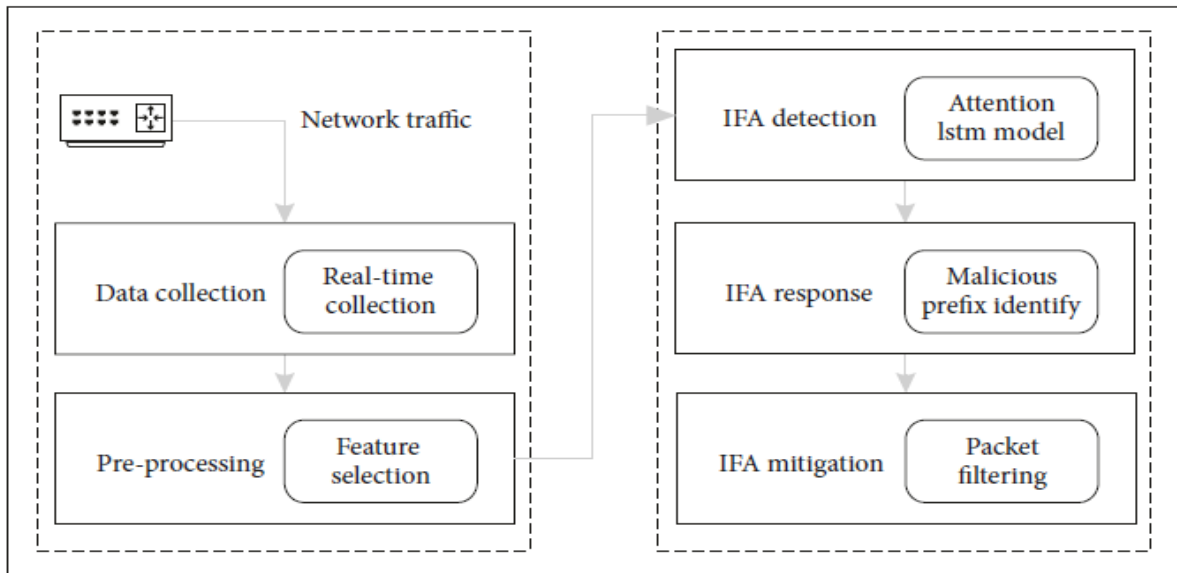 Network traffic
Data collection
Real-time
collection
Pre-processing
Feature
selection
IFA detection
Attention
lstm model
IFA response
Malicious
prefix identify
IFA mitigation
Packet
filtering